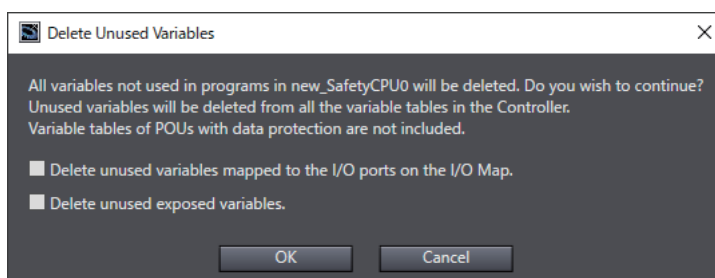 Delete Unused Variables
All variables not used in programs in new_SafetyCPU0 will be deleted. Do you wish to continue?
Unused variables will be deleted from all the variable tables in the Controller.
Variable tables of POUs with data protection are not included.
Delete unused variables mapped to the I/O ports on the I/O Map.
Delete unused exposed variables.
OK
Cancel